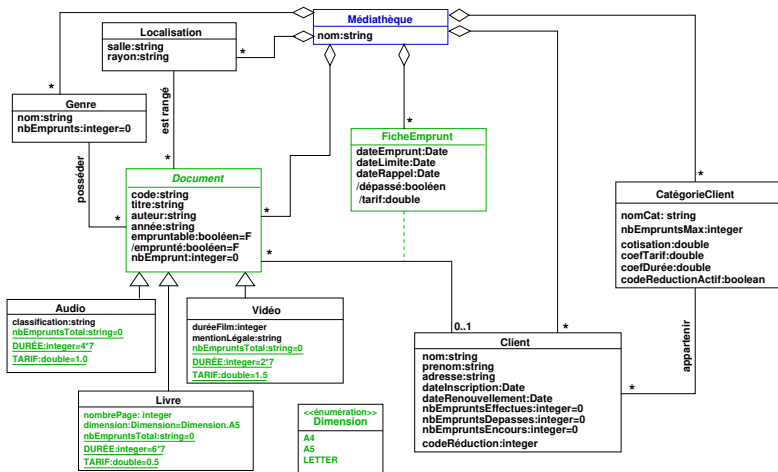 Médiathèque
nom:string
Localisation
salle:string
rayon:string
*
*
Genre
nom:string
nbEmprunts:integer=0
est rangé
*
posséder
*
*
*
FicheEmprunt
dateEmprunt:Date
dateLimite:Date
dateRappel:Date
/dépassé:booléen
/tarif:double
*
CatégorieClient
nomCat: string
nbEmpruntsMax:integer
cotisation:double
coefTarif:double
coefDurée:double
codeReductionActif:boolean
Document
code:string
titre:string
auteur:string
année:string
empruntable:booléen=F
/emprunté:booléen=F
nbEmprunt:integer=0
*
Audio
classification:string
nbEmpruntsTotal:string=0
DURÉE:integer=4*7
TARIF:double=1.0
Vidéo
duréeFilm:integer
mentionLégale:string
nbEmpruntsTotal:string=0
DURÉE:integer=2*7
TARIF:double=1.5
0..1
*
appartenir
*
Client
nom:string
prenom:string
adresse:string
dateInscription:Date
dateRenouvellement:Date
nbEmpruntsEffectues:integer=0
nbEmpruntsDepasses:integer=0
nbEmpruntsEncours:integer=0
codeRéduction:integer
Livre
nombrePage: integer
dimension:Dimension=Dimension.A5
nbEmpruntsTotal:string=0
DURÉE:integer=6*7
TARIF:double=0.5
<<énumération>>
Dimension
A4
A5
LETTER